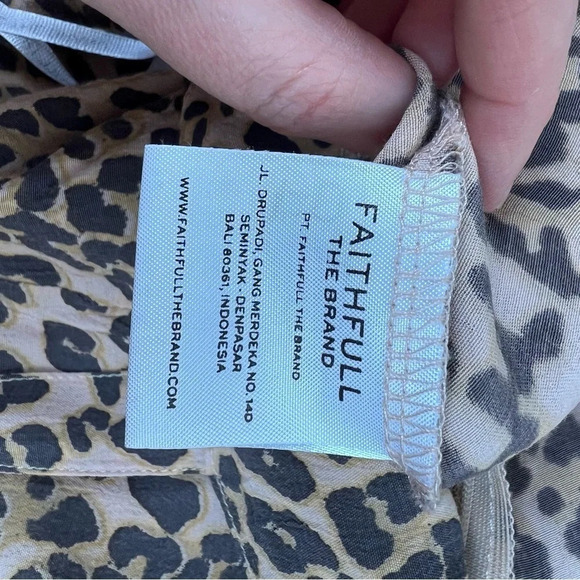 FAITHFULL
THE BRAND
PT. FAITHFULL THE BRAND
JL. DRUPADI, GANG MERDEKA NO. 14D
SEMINYAK - DENPASAR
BALI 80361, INDONESIA
WWW.FAITHFULLTHEBRAND.COM